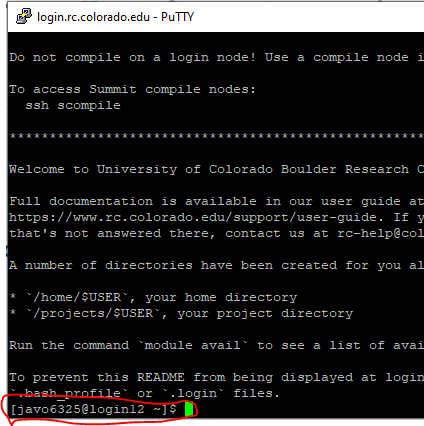 login.rc.colorado.edu - PuTTY
Do not compile on a login node! Use a compile node i
To access Summit compile nodes:
ssh scompile
****************************************************
Welcome to University of Colorado Boulder Research C
Full documentation is available in our user guide at
https://www.rc.colorado.edu/support/user-guide. If y
that's not answered there, contact us at rc-help@col
A number of directories have been created for you al
* `/home/$USER`, your home directory
* `/projects/$USER`, your project directory
Run the command `module avail` to see a list of avai
To prevent this README from being displayed at login
`.bash_profile` or `.login` files.
[javo6325@login12 ~]$